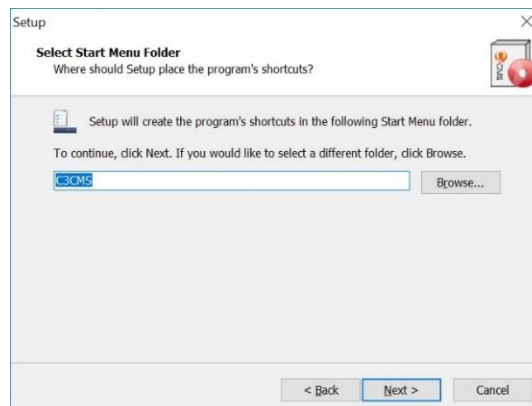 Setup
Select Start Menu Folder
Where should Setup place the program's shortcuts?
CMS
Setup will create the program's shortcuts in the following Start Menu folder.
To continue, click Next. If you would like to select a different folder, click Browse.
C3CMS
Browse...
< Back
Next >
Cancel